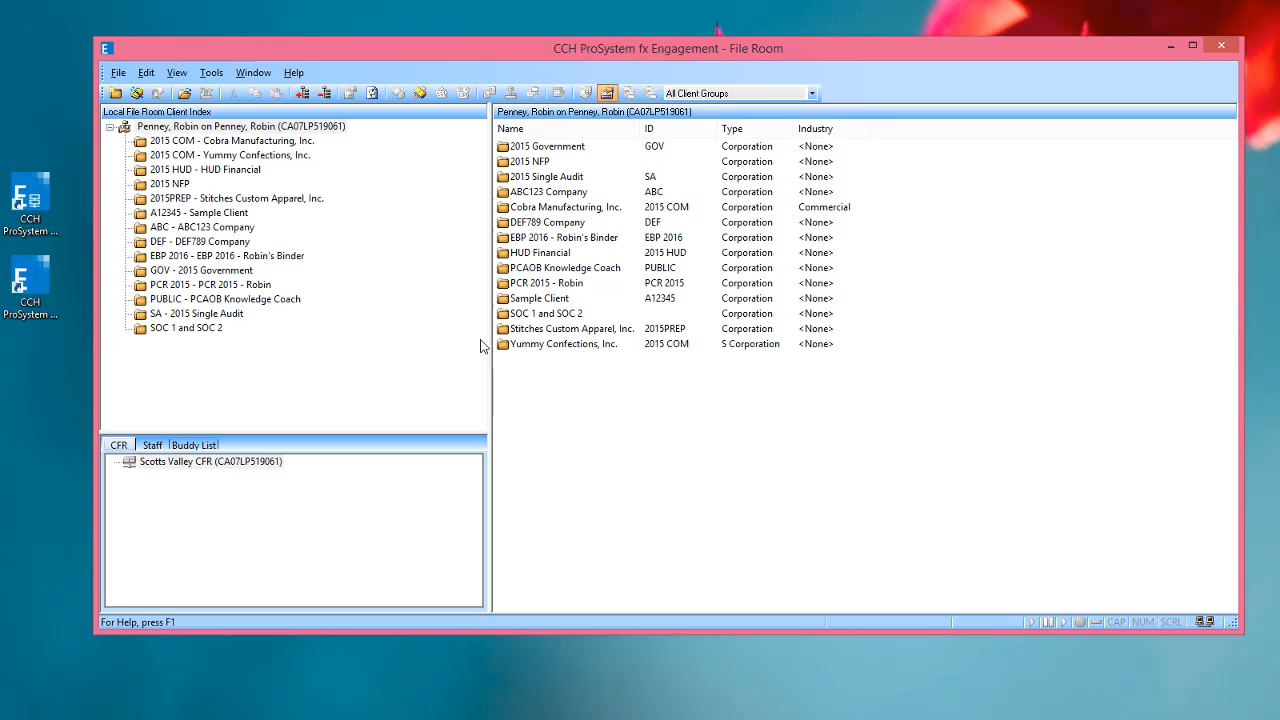 CCH ProSystem fx Engagement - File Room
File Edit View Tools Window Help
All Client Groups
Local File Room Client Index
Penney, Robin on Penney, Robin (CA07LP519061)
2015 COM - Cobra Manufacturing, Inc.
2015 COM - Yummy Confections, Inc.
2015 HUD - HUD Financial
2015 NFP
2015PREP - Stitches Custom Apparel, Inc.
A12345 - Sample Client
ABC - ABC123 Company
DEF - DEF789 Company
EBP 2016 - EBP 2016 - Robin's Binder
GOV - 2015 Government
PCR 2015 - PCR 2015 - Robin
PUBLIC - PCAOB Knowledge Coach
SA - 2015 Single Audit
SOC 1 and SOC 2
CFR Staff Buddy List
Scotts Valley CFR (CA07LP519061)
Penney, Robin on Penney, Robin (CA07LP519061)
Name ID Type Industry
2015 Government GOV Corporation <None>
2015 NFP Corporation <None>
2015 Single Audit SA Corporation <None>
ABC123 Company ABC Corporation <None>
Cobra Manufacturing, Inc. 2015 COM Corporation Commercial
DEF789 Company DEF Corporation <None>
EBP 2016 - Robin's Binder EBP 2016 Corporation <None>
HUD Financial 2015 HUD Corporation <None>
PCAOB Knowledge Coach PUBLIC Corporation <None>
PCR 2015 - Robin PCR 2015 Corporation <None>
Sample Client A12345 Corporation <None>
SOC 1 and SOC 2 Corporation <None>
Stitches Custom Apparel, Inc. 2015PREP Corporation <None>
Yummy Confections, Inc. 2015 COM S Corporation <None>
For Help, press F1
CAP NUM SCRL
CCH
ProSystem ...
CCH
ProSystem ...